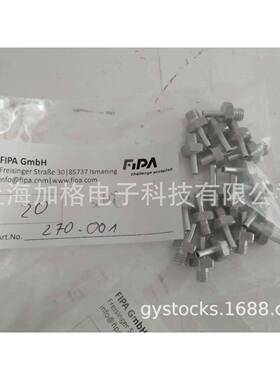 FIPA GmbH
Freisinger Straße 30|85737 Ismaning
info@fipa.com|www.fipa.com
FIPA
challenge accepted
上海加格电子科技有限公司
20
Art.No. 270.001
FIPA GmbH
gystocks.1688.c